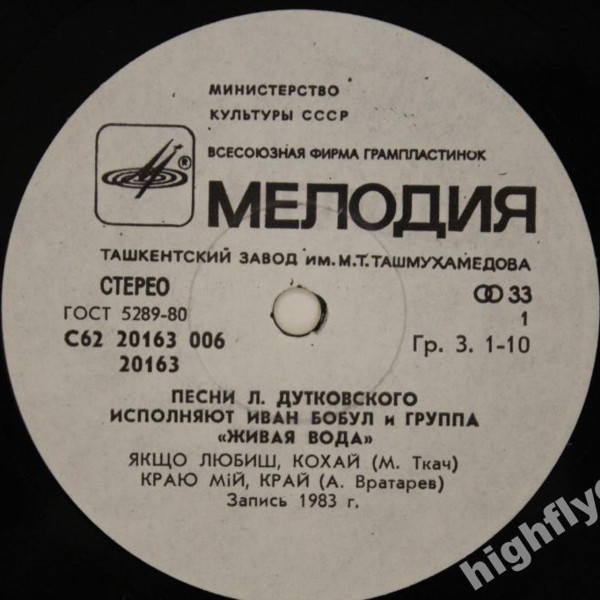 МИНИСТЕРСТВО
КУЛЬТУРЫ СССР
ВСЕСОЮЗНАЯ ФИРМА ГРАМПЛАСТИНОК
®
МЕЛОДИЯ
ТАШКЕНТСКИЙ ЗАВОД ИМ. М.Т. ТАШМУХАМЕДОВА
СТЕРЕО
33
ГОСТ 5289-80
1
С62 20163 006
Гр. 3. 1-10
20163
ПЕСНИ Л. ДУТКОВСКОГО
ИСПОЛНЯЮТ ИВАН БОБУЛ и ГРУППА
«ЖИВАЯ ВОДА»
ЯКЩО ЛЮБИШ, КОХАЙ (М. Ткач)
КРАЮ МІЙ, КРАЙ (А. Вратарев)
Запись 1983 г.